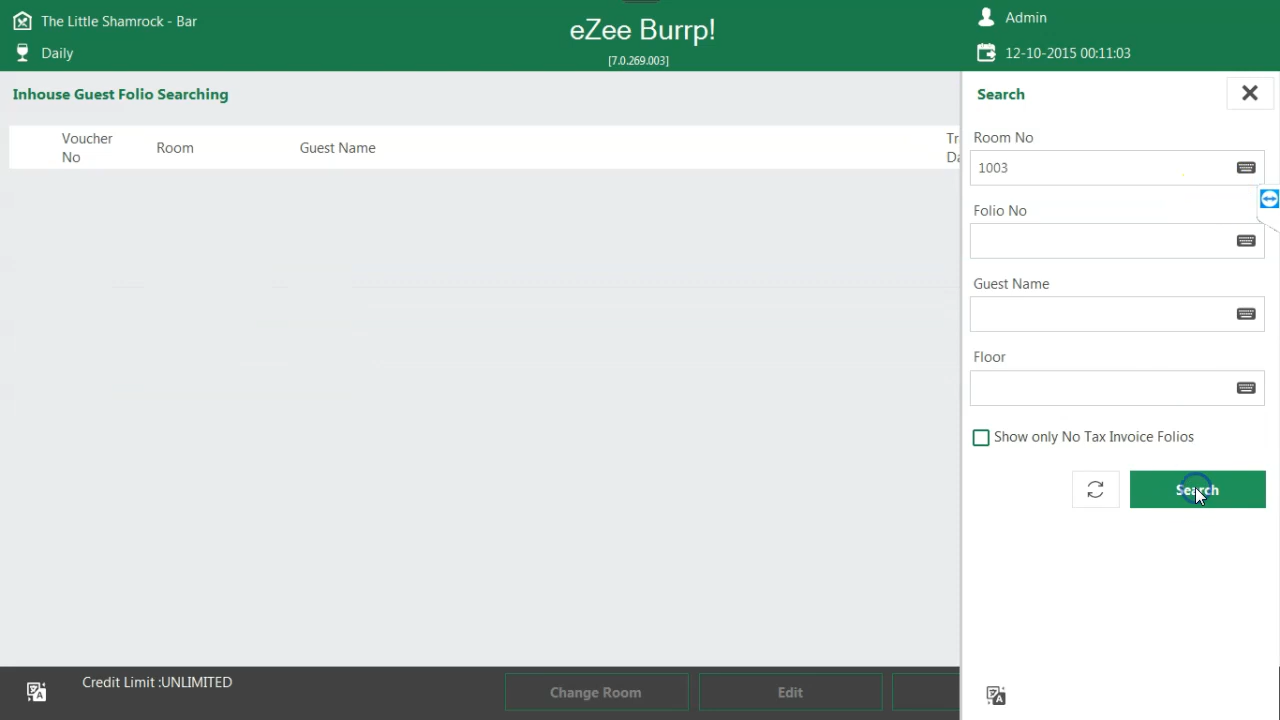 The Little Shamrock - Bar
Daily
eZee Burrp!
[7.0.269.003]
Admin
12-10-2015 00:11:03
Inhouse Guest Folio Searching
Voucher No
Room
Guest Name
Search
Room No
1003
Folio No
Guest Name
Floor
Show only No Tax Invoice Folios
Search
Credit Limit :UNLIMITED
Change Room
Edit